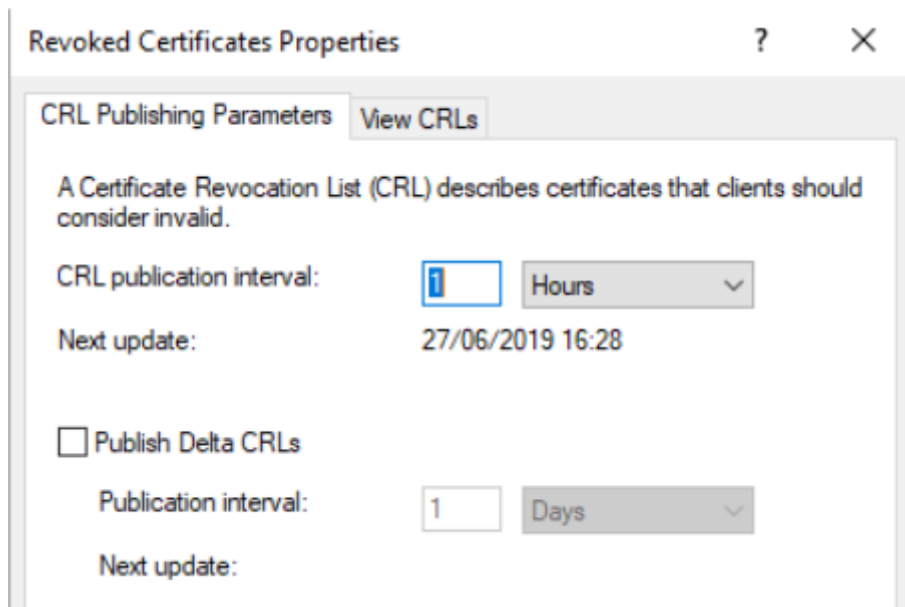 Revoked Certificates Properties ?
CRL Publishing Parameters View CRLs
A Certificate Revocation List (CRL) describes certificates that clients should
consider invalid.
CRL publication interval: 1 Hours
Next update: 27/06/2019 16:28
Publish Delta CRLs
Publication interval: 1 Days
Next update: